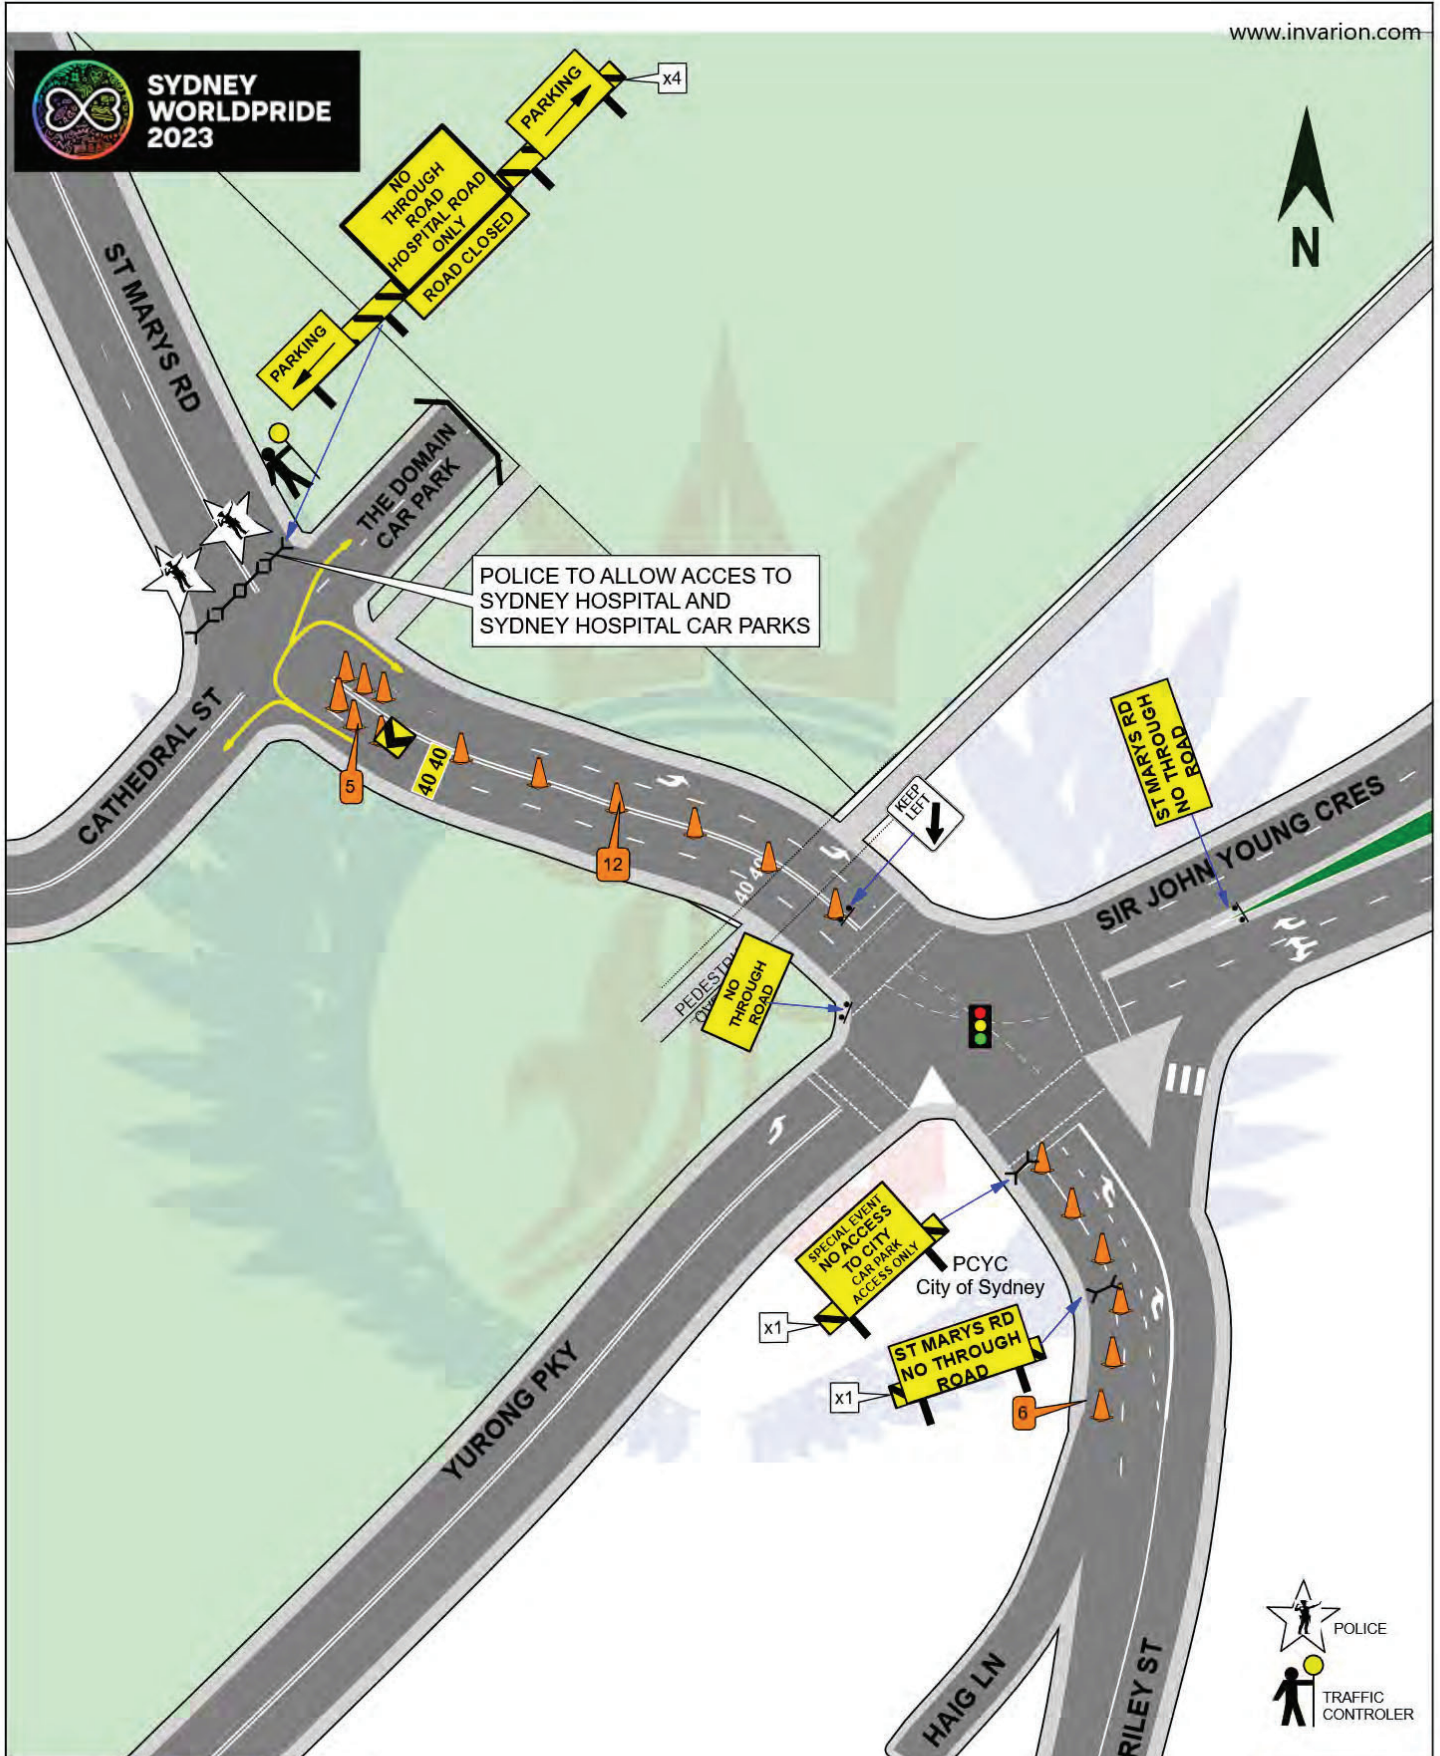 www.invarion.com
SYDNEY
WORLDPRIDE
2023
x4
PARKING
NO
THROUGH
ROAD
HOSPITAL ROAD
ONLY
ROAD CLOSED
PARKING
N
ST MARYS RD
THE DOMAIN
CAR PARK
POLICE TO ALLOW ACCES TO
SYDNEY HOSPITAL AND
SYDNEY HOSPITAL CAR PARKS
CATHEDRAL ST
5
40 40
12
40 40
KEEP
LEFT
ST MARYS RD
NO THROUGH
ROAD
SIR JOHN YOUNG CRES
NO
THROUGH
ROAD
SPECIAL EVENT
NO ACCESS
TO CITY
CAR PARK
ACCESS ONLY
x1
PCYC
City of Sydney
ST MARYS RD
NO THROUGH
ROAD
x1
6
YURONG PKY
HAIG LN
RILEY ST
POLICE
TRAFFIC
CONTROLER